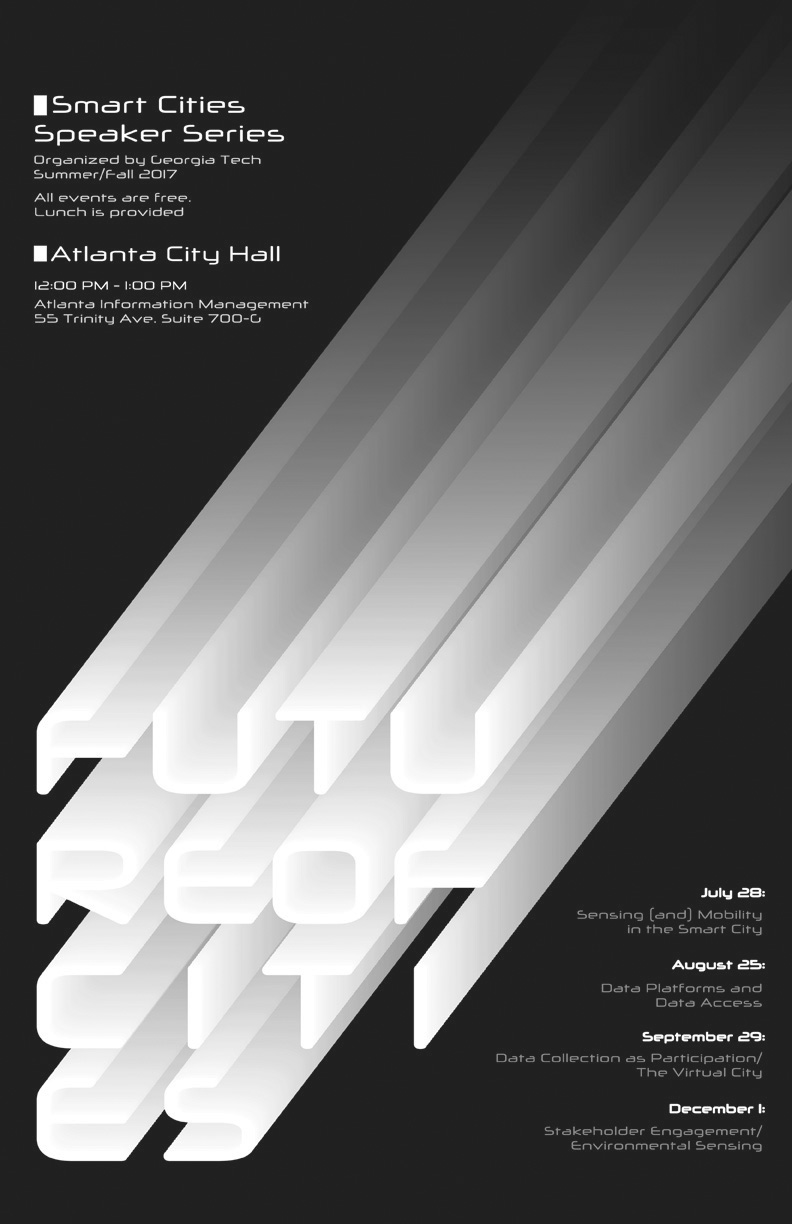 Smart Cities
Speaker Series
Organized by Georgia Tech
Summer/Fall 2017
All events are free.
Lunch is provided
Atlanta City Hall
12:00 PM - 1:00 PM
Atlanta Information Management
55 Trinity Ave. Suite 700-G
FUTU
REOF
CITI
ES
July 28:
Sensing (and) Mobility
in the Smart City
August 25:
Data Platforms and
Data Access
September 29:
Data Collection as Participation/
The Virtual City
December 1:
Stakeholder Engagement/
Environmental Sensing